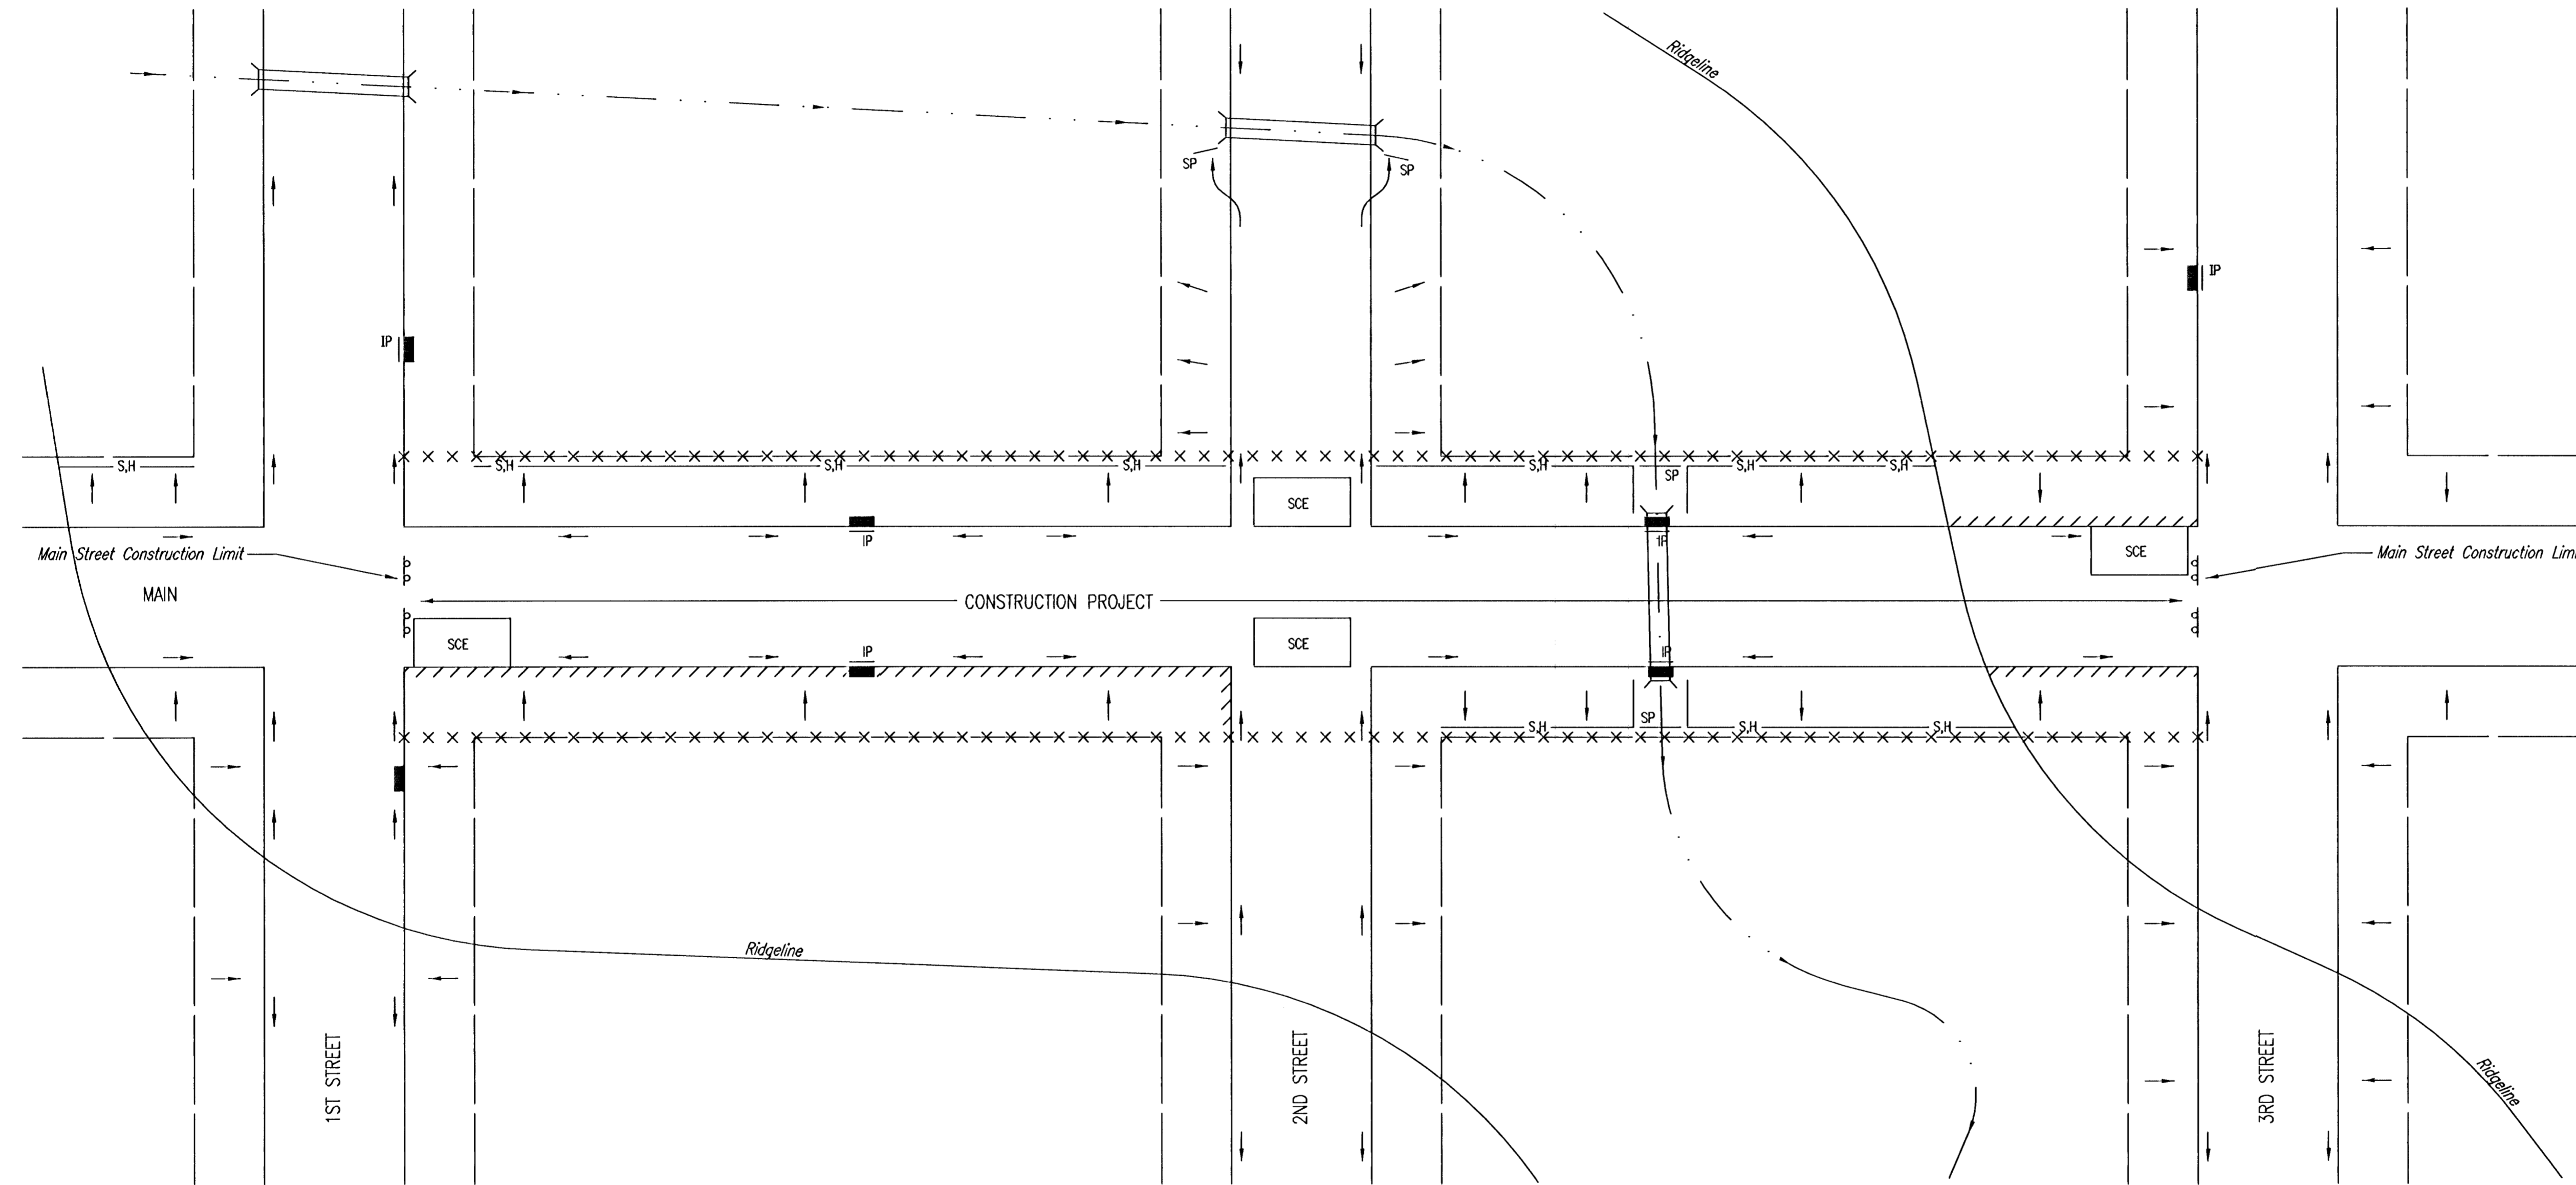 Ridgeline
SP
SP
IP
IP
S,H
S,H
S,H
S,H
S,H
S,H
S,H
SP
SCE
IP
IP
SCE
Main Street Construction Limit
Main Street Construction Limi
MAIN
CONSTRUCTION PROJECT
SCE
SCE
IP
IP
SP
S,H
S,H
S,H
Ridgeline
1ST STREET
2ND STREET
3RD STREET
Ridgeline